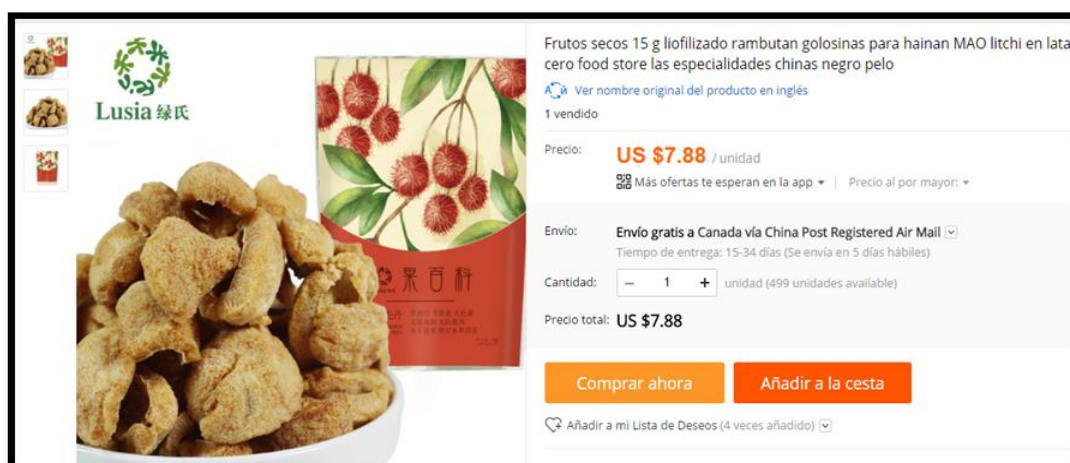 Lusia 绿氏
果百科
Frutos secos 15 g liofilizado rambutan golosinas para hainan MAO litchi en lata
cero food store las especialidades chinas negro pelo
Ver nombre original del producto en inglés
1 vendido
Precio: US $7.88 / unidad
Más ofertas te esperan en la app | Precio al por mayor:
Envío: Envío gratis a Canada vía China Post Registered Air Mail
Tiempo de entrega: 15-34 días (Se envía en 5 días hábiles)
Cantidad: − 1 + unidad (499 unidades available)
Precio total: US $7.88
Comprar ahora Añadir a la cesta
Añadir a mi Lista de Deseos (4 veces añadido)